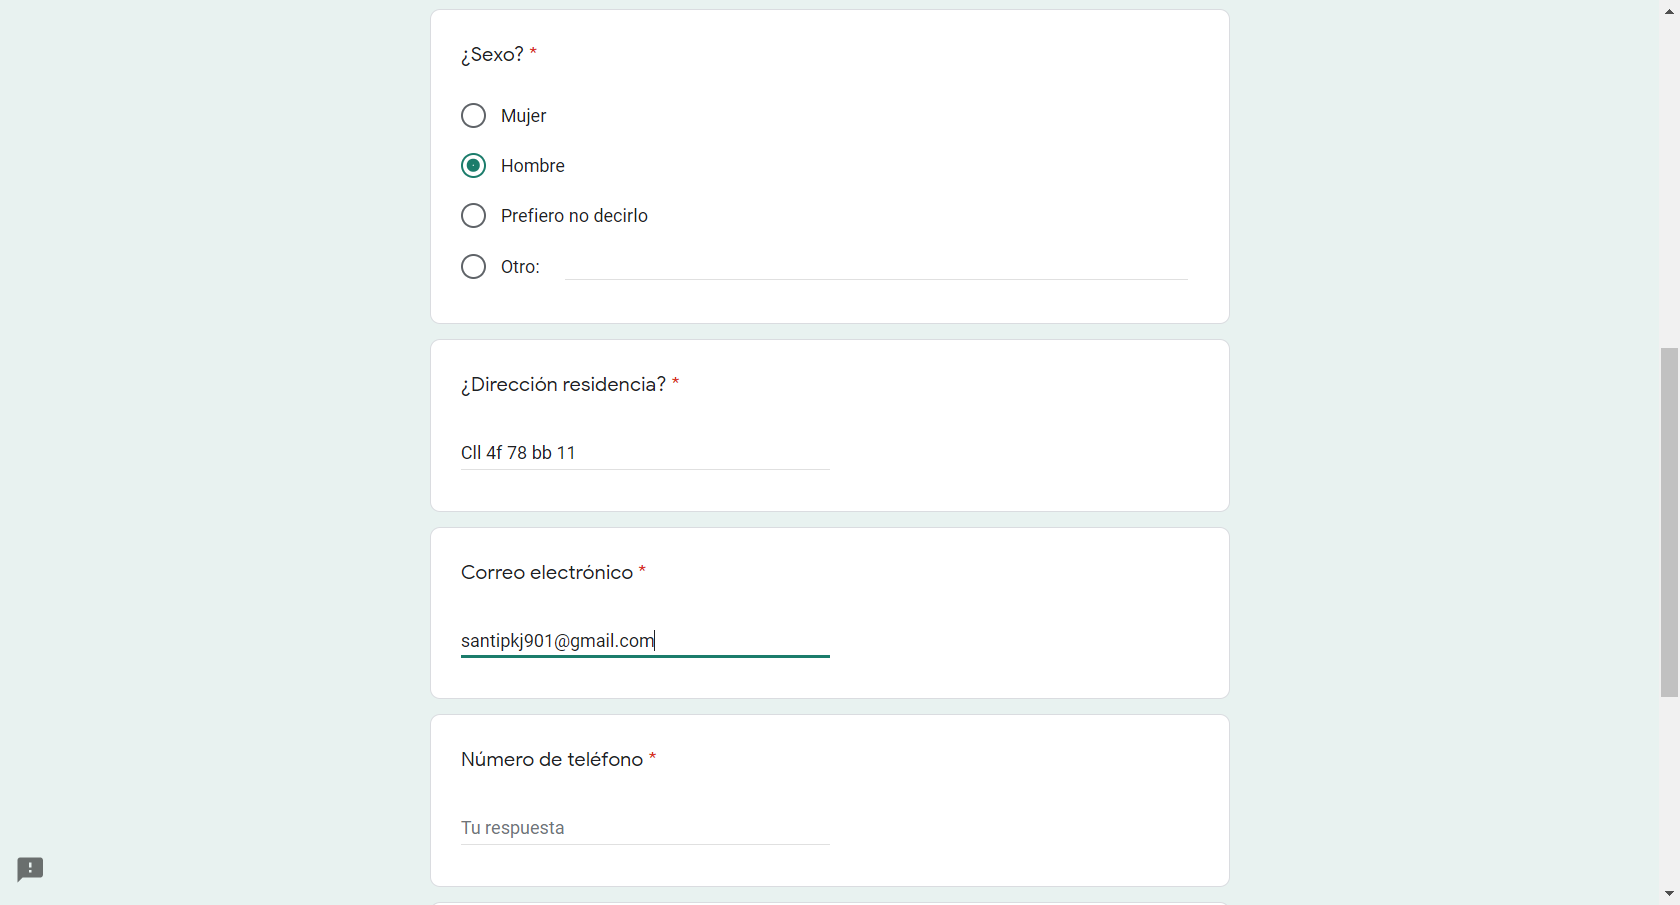 ¿Sexo? *
Mujer
Hombre
Prefiero no decirlo
Otro:
¿Dirección residencia? *
Cll 4f 78 bb 11
Correo electrónico *
santipkj901@gmail.com
Número de teléfono *
Tu respuesta